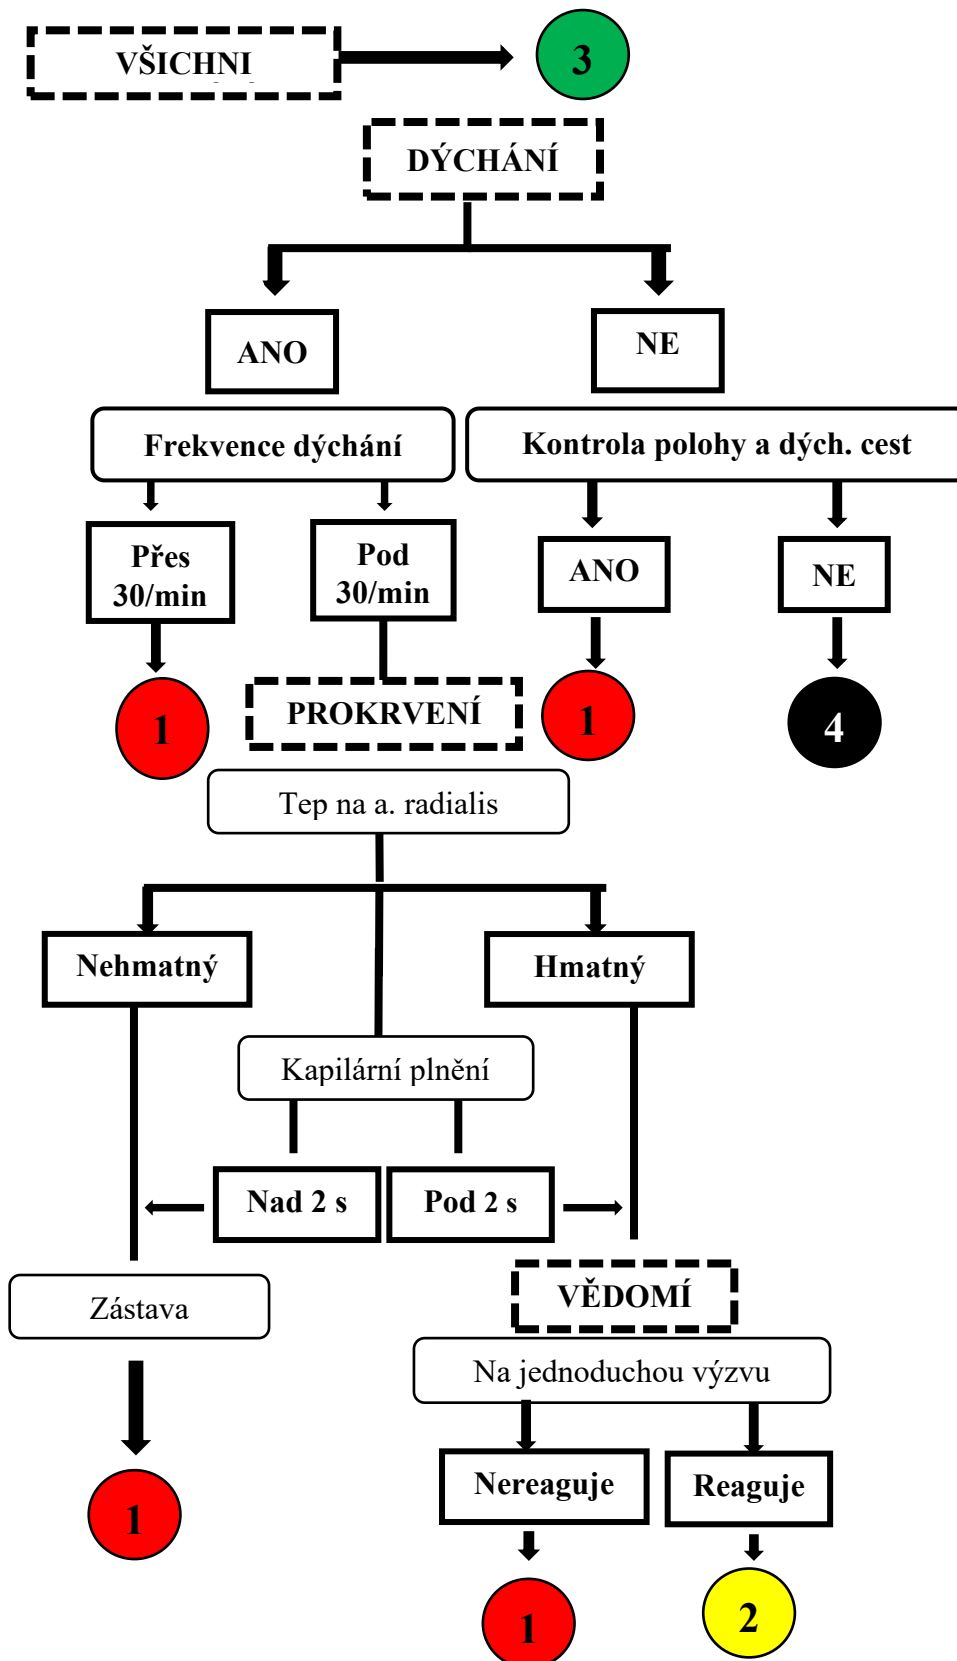 VŠICHNI
3
DÝCHÁNÍ
ANO
NE
Frekvence dýchání
Kontrola polohy a dých. cest
Přes
30/min
Pod
30/min
ANO
NE
1
PROKRVENÍ
1
4
Tep na a. radialis
Nehmatný
Hmatný
Kapilární plnění
Nad 2 s
Pod 2 s
Zástava
VĚDOMÍ
Na jednoduchou výzvu
Nereaguje
Reaguje
1
1
2